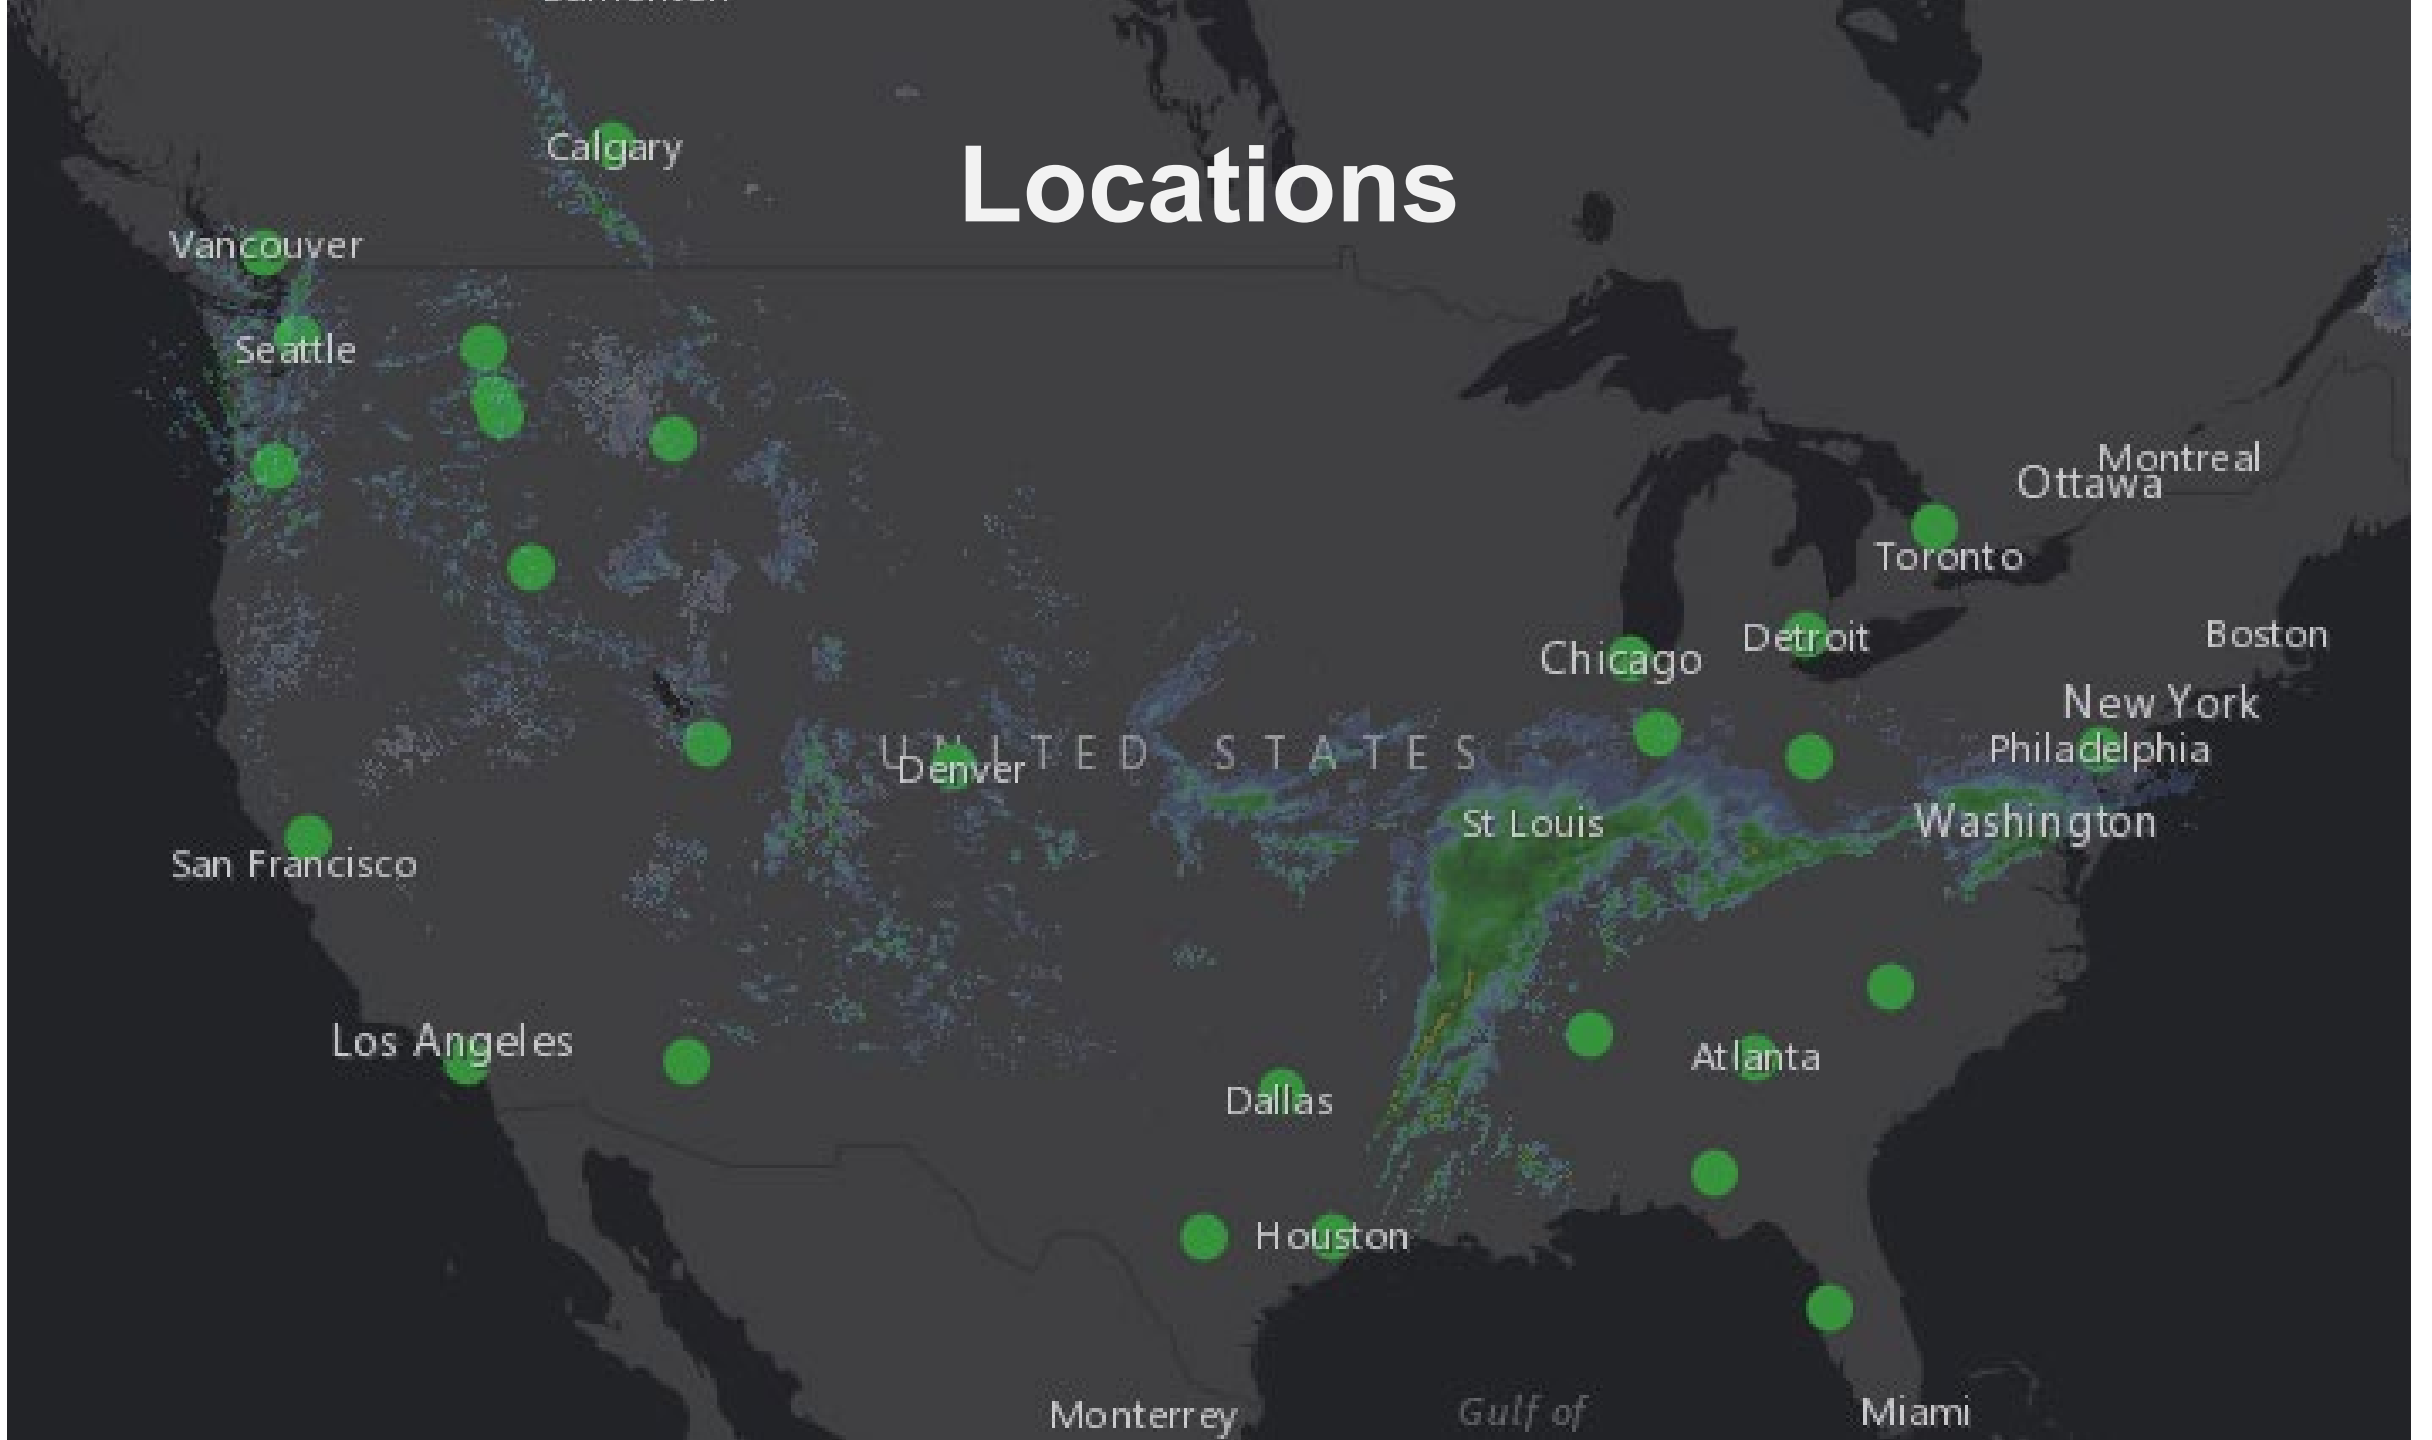 Calgary
Locations
Vancouver
Seattle
Montreal
Ottawa
Toronto
Detroit
Boston
Chicago
New York
UNITED STATES
Philadelphia
Denver
St Louis
Washington
San Francisco
Los Angeles
Atlanta
Dallas
Houston
Gulf of
Miami
Monterrey